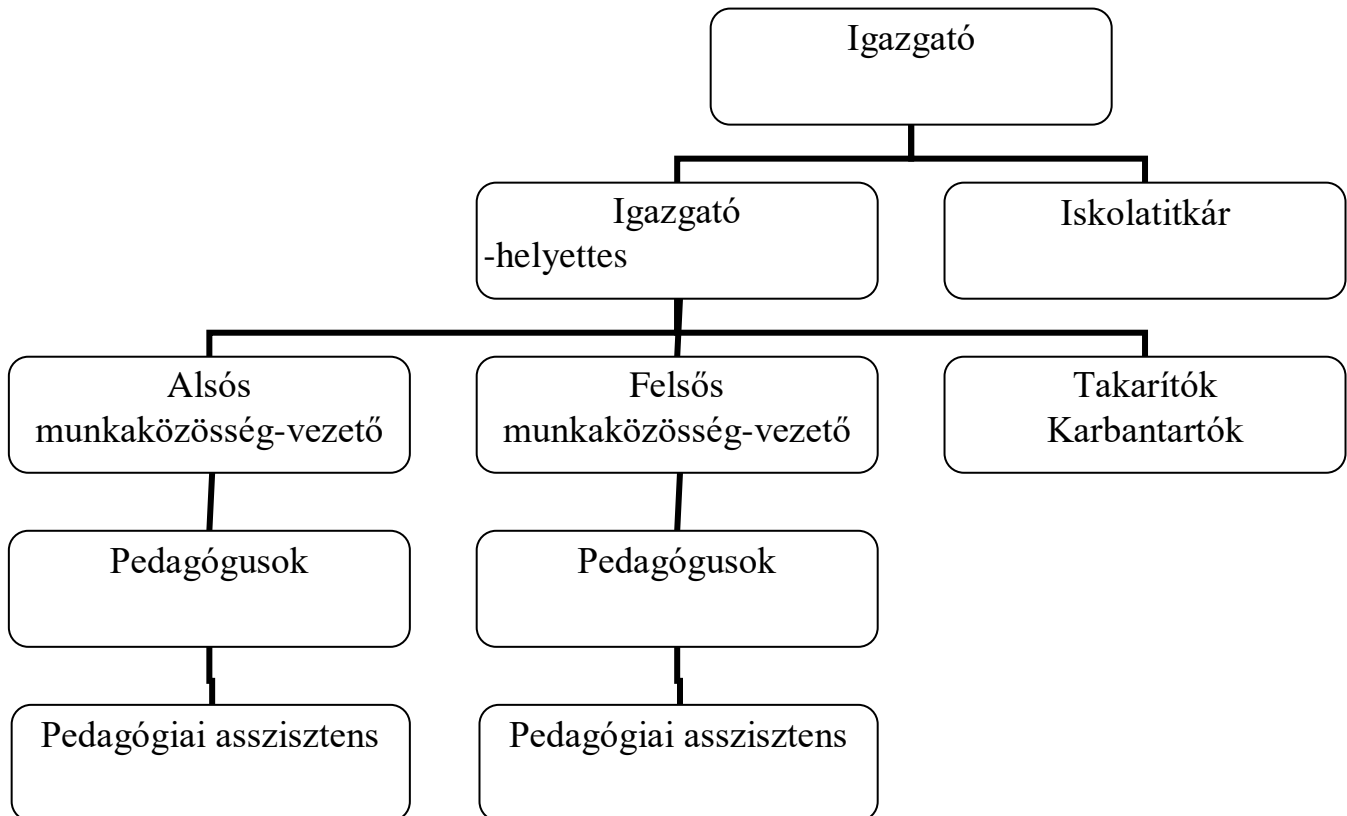 Igazgató
Igazgató
-helyettes
Iskolatitkár
Alsós
munkaközösség-vezető
Felsős
munkaközösség-vezető
Takarítók
Karbantartók
Pedagógusok
Pedagógusok
Pedagógiai asszisztens
Pedagógiai asszisztens